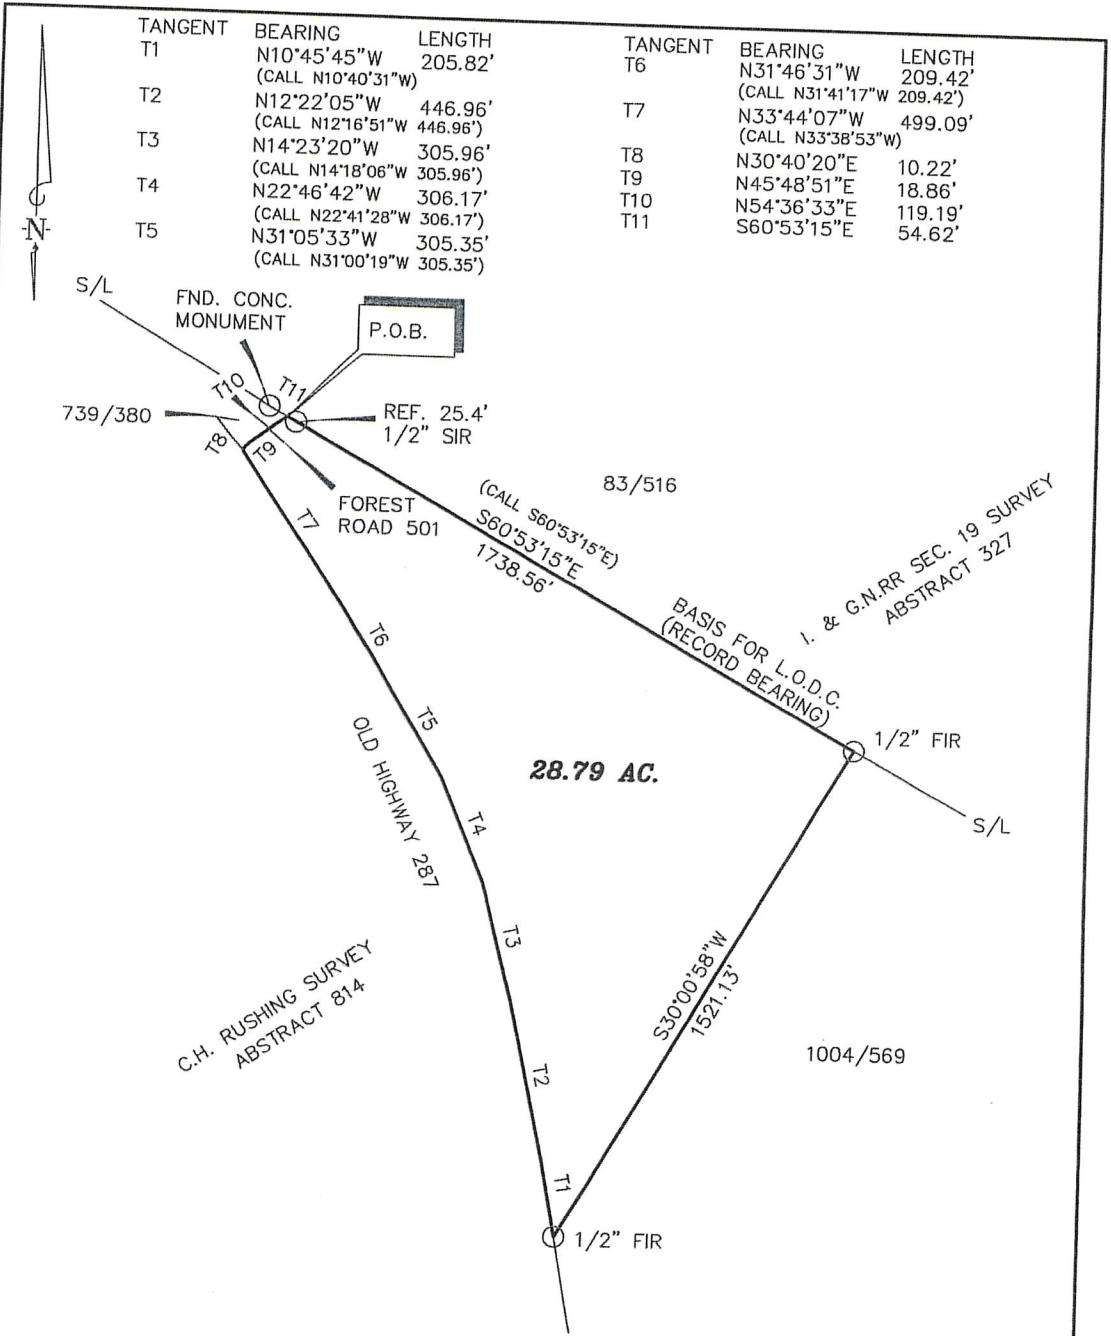 TANGENT BEARING LENGTH
T1 N10°45'45"W 205.82'
(CALL N10°40'31"W)
T2 N12°22'05"W 446.96'
(CALL N12°16'51"W 446.96')
T3 N14°23'20"W 305.96'
(CALL N14°18'06"W 305.96')
T4 N22°46'42"W 306.17'
(CALL N22°41'28"W 306.17')
T5 N31°05'33"W 305.35'
(CALL N31°00'19"W 305.35')
TANGENT BEARING LENGTH
T6 N31°46'31"W 209.42'
(CALL N31°41'17"W 209.42')
T7 N33°44'07"W 499.09'
(CALL N33°38'53"W)
T8 N30°40'20"E 10.22'
T9 N45°48'51"E 18.86'
T10 N54°36'33"E 119.19'
T11 S60°53'15"E 54.62'
-N-
S/L
FND. CONC.
MONUMENT
P.O.B.
T10
T11
739/380
T8
T9
REF. 25.4'
1/2" SIR
FOREST
ROAD 501
83/516
(CALL S60°53'15"E)
S60°53'15"E
1738.56'
T7
I. & G.N.RR SEC. 19 SURVEY
ABSTRACT 327
BASIS FOR L.O.D.C.
(RECORD BEARING)
T6
T5
1/2" FIR
OLD HIGHWAY 287
28.79 AC.
S/L
T4
T3
C.H. RUSHING SURVEY
ABSTRACT 814
S30°00'58"W
1521.13'
1004/569
T2
T1
1/2" FIR